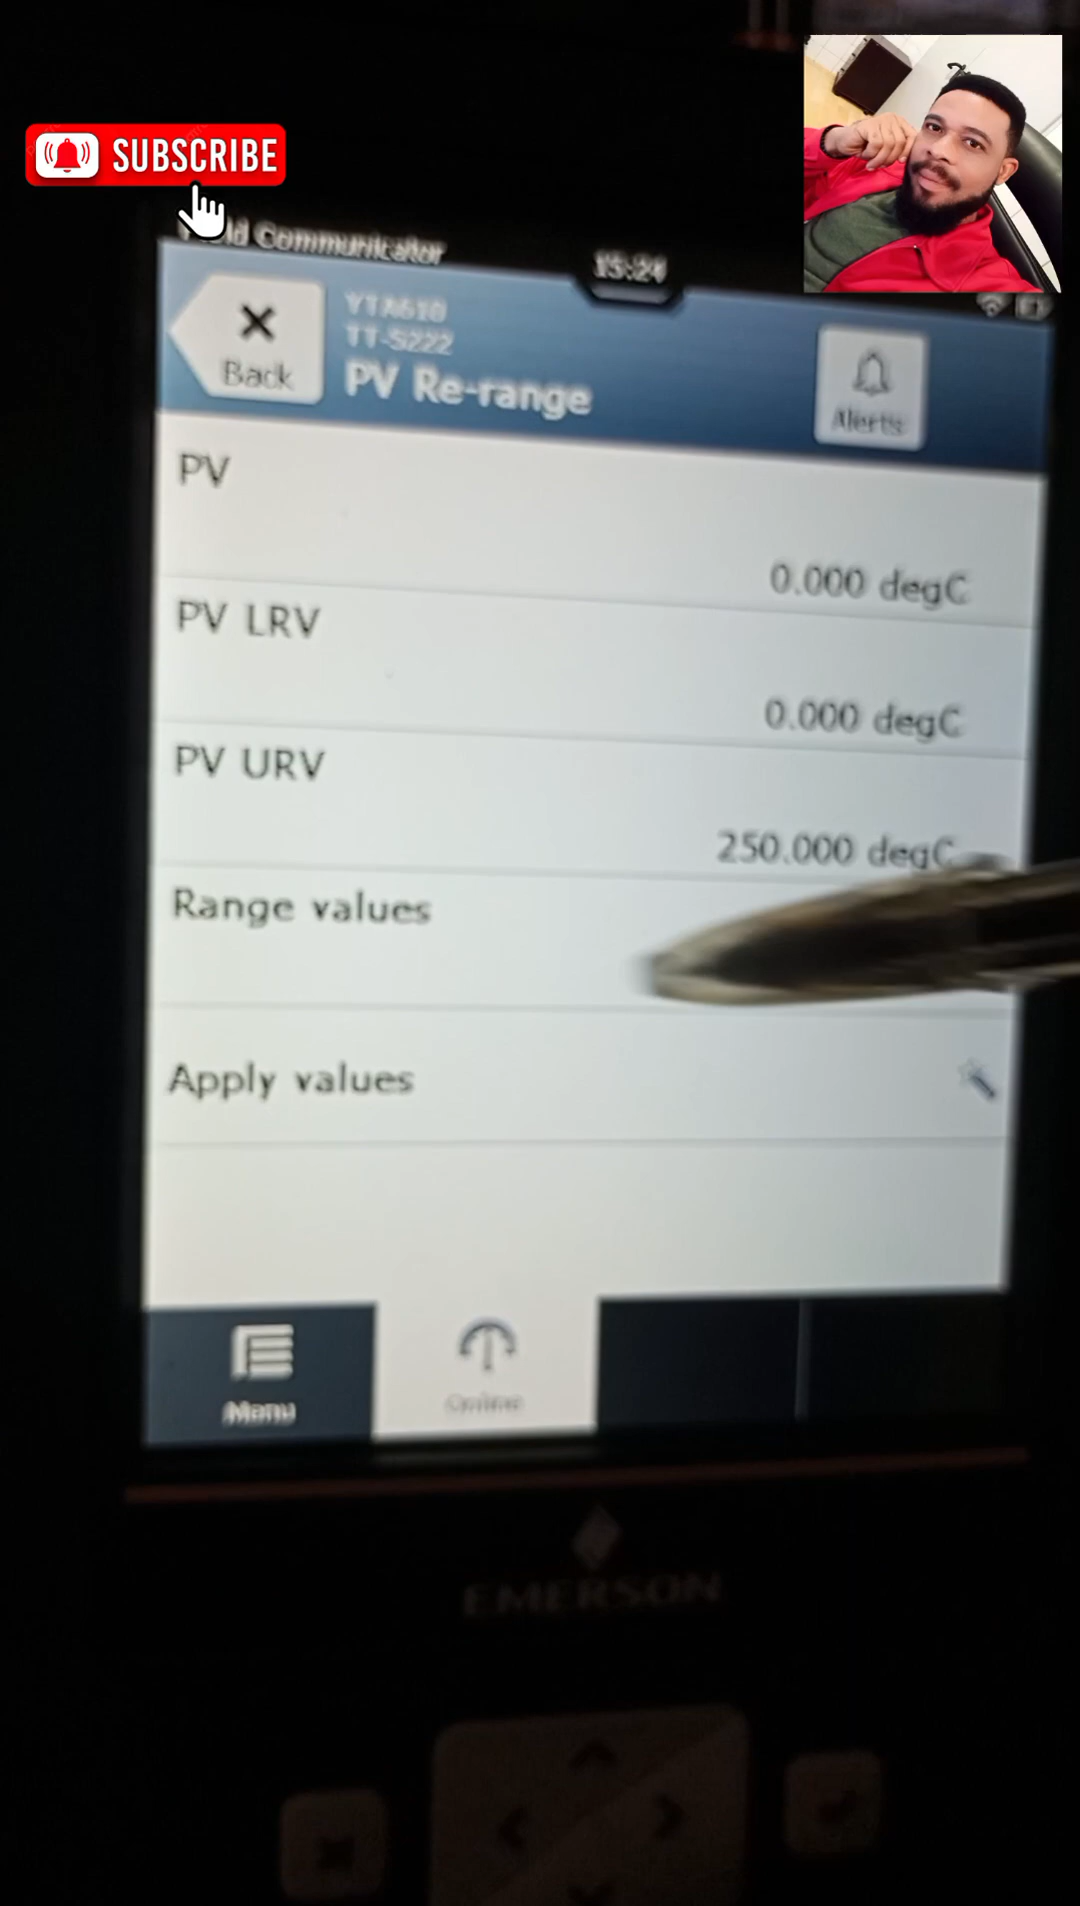 SUBSCRIBE
Field Communicator
15:24
YTA610
TT-S222
Back
PV Re-range
Alerts
PV
0.000 degC
PV LRV
0.000 degC
PV URV
250.000 degC
Range values
Apply values
Menu
Online
EMERSON